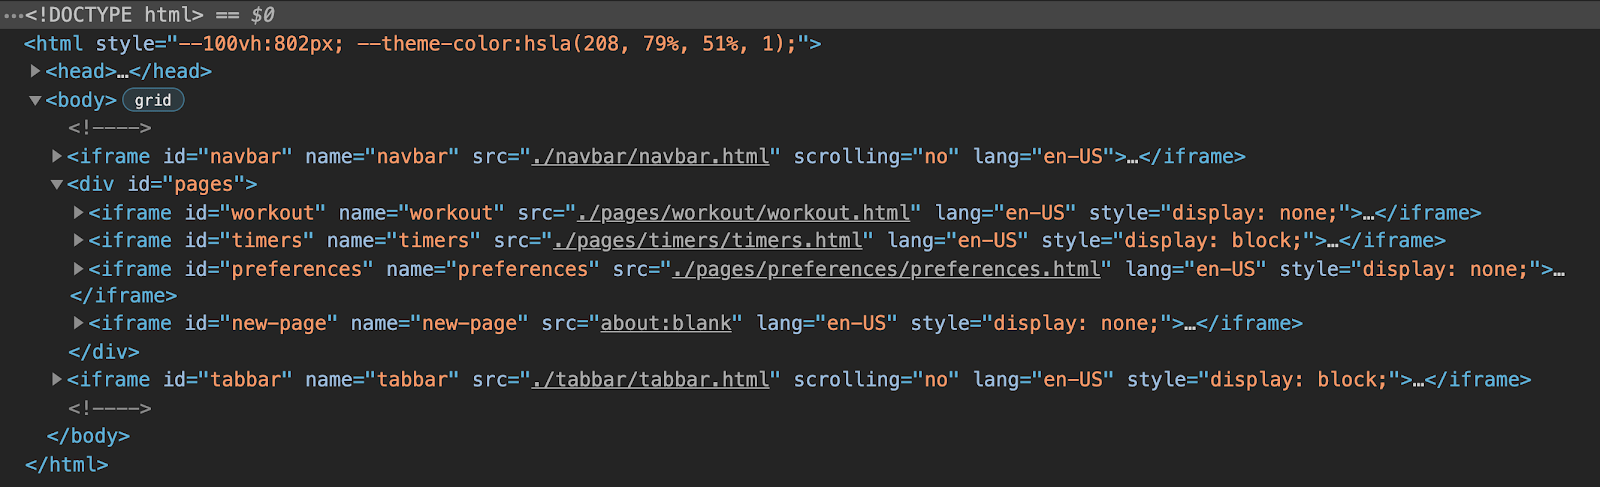 …<!DOCTYPE html> == $0
<html style="--100vh:802px; --theme-color:hsla(208, 79%, 51%, 1);">
▶<head>…</head>
▼<body> grid
<!---->
▶<iframe id="navbar" name="navbar" src="./navbar/navbar.html" scrolling="no" lang="en-US">…</iframe>
▼<div id="pages">
▶<iframe id="workout" name="workout" src="./pages/workout/workout.html" lang="en-US" style="display: none;">…</iframe>
▶<iframe id="timers" name="timers" src="./pages/timers/timers.html" lang="en-US" style="display: block;">…</iframe>
▶<iframe id="preferences" name="preferences" src="./pages/preferences/preferences.html" lang="en-US" style="display: none;">…
</iframe>
▶<iframe id="new-page" name="new-page" src="about:blank" lang="en-US" style="display: none;">…</iframe>
</div>
▶<iframe id="tabbar" name="tabbar" src="./tabbar/tabbar.html" scrolling="no" lang="en-US" style="display: block;">…</iframe>
<!---->
</body>
</html>